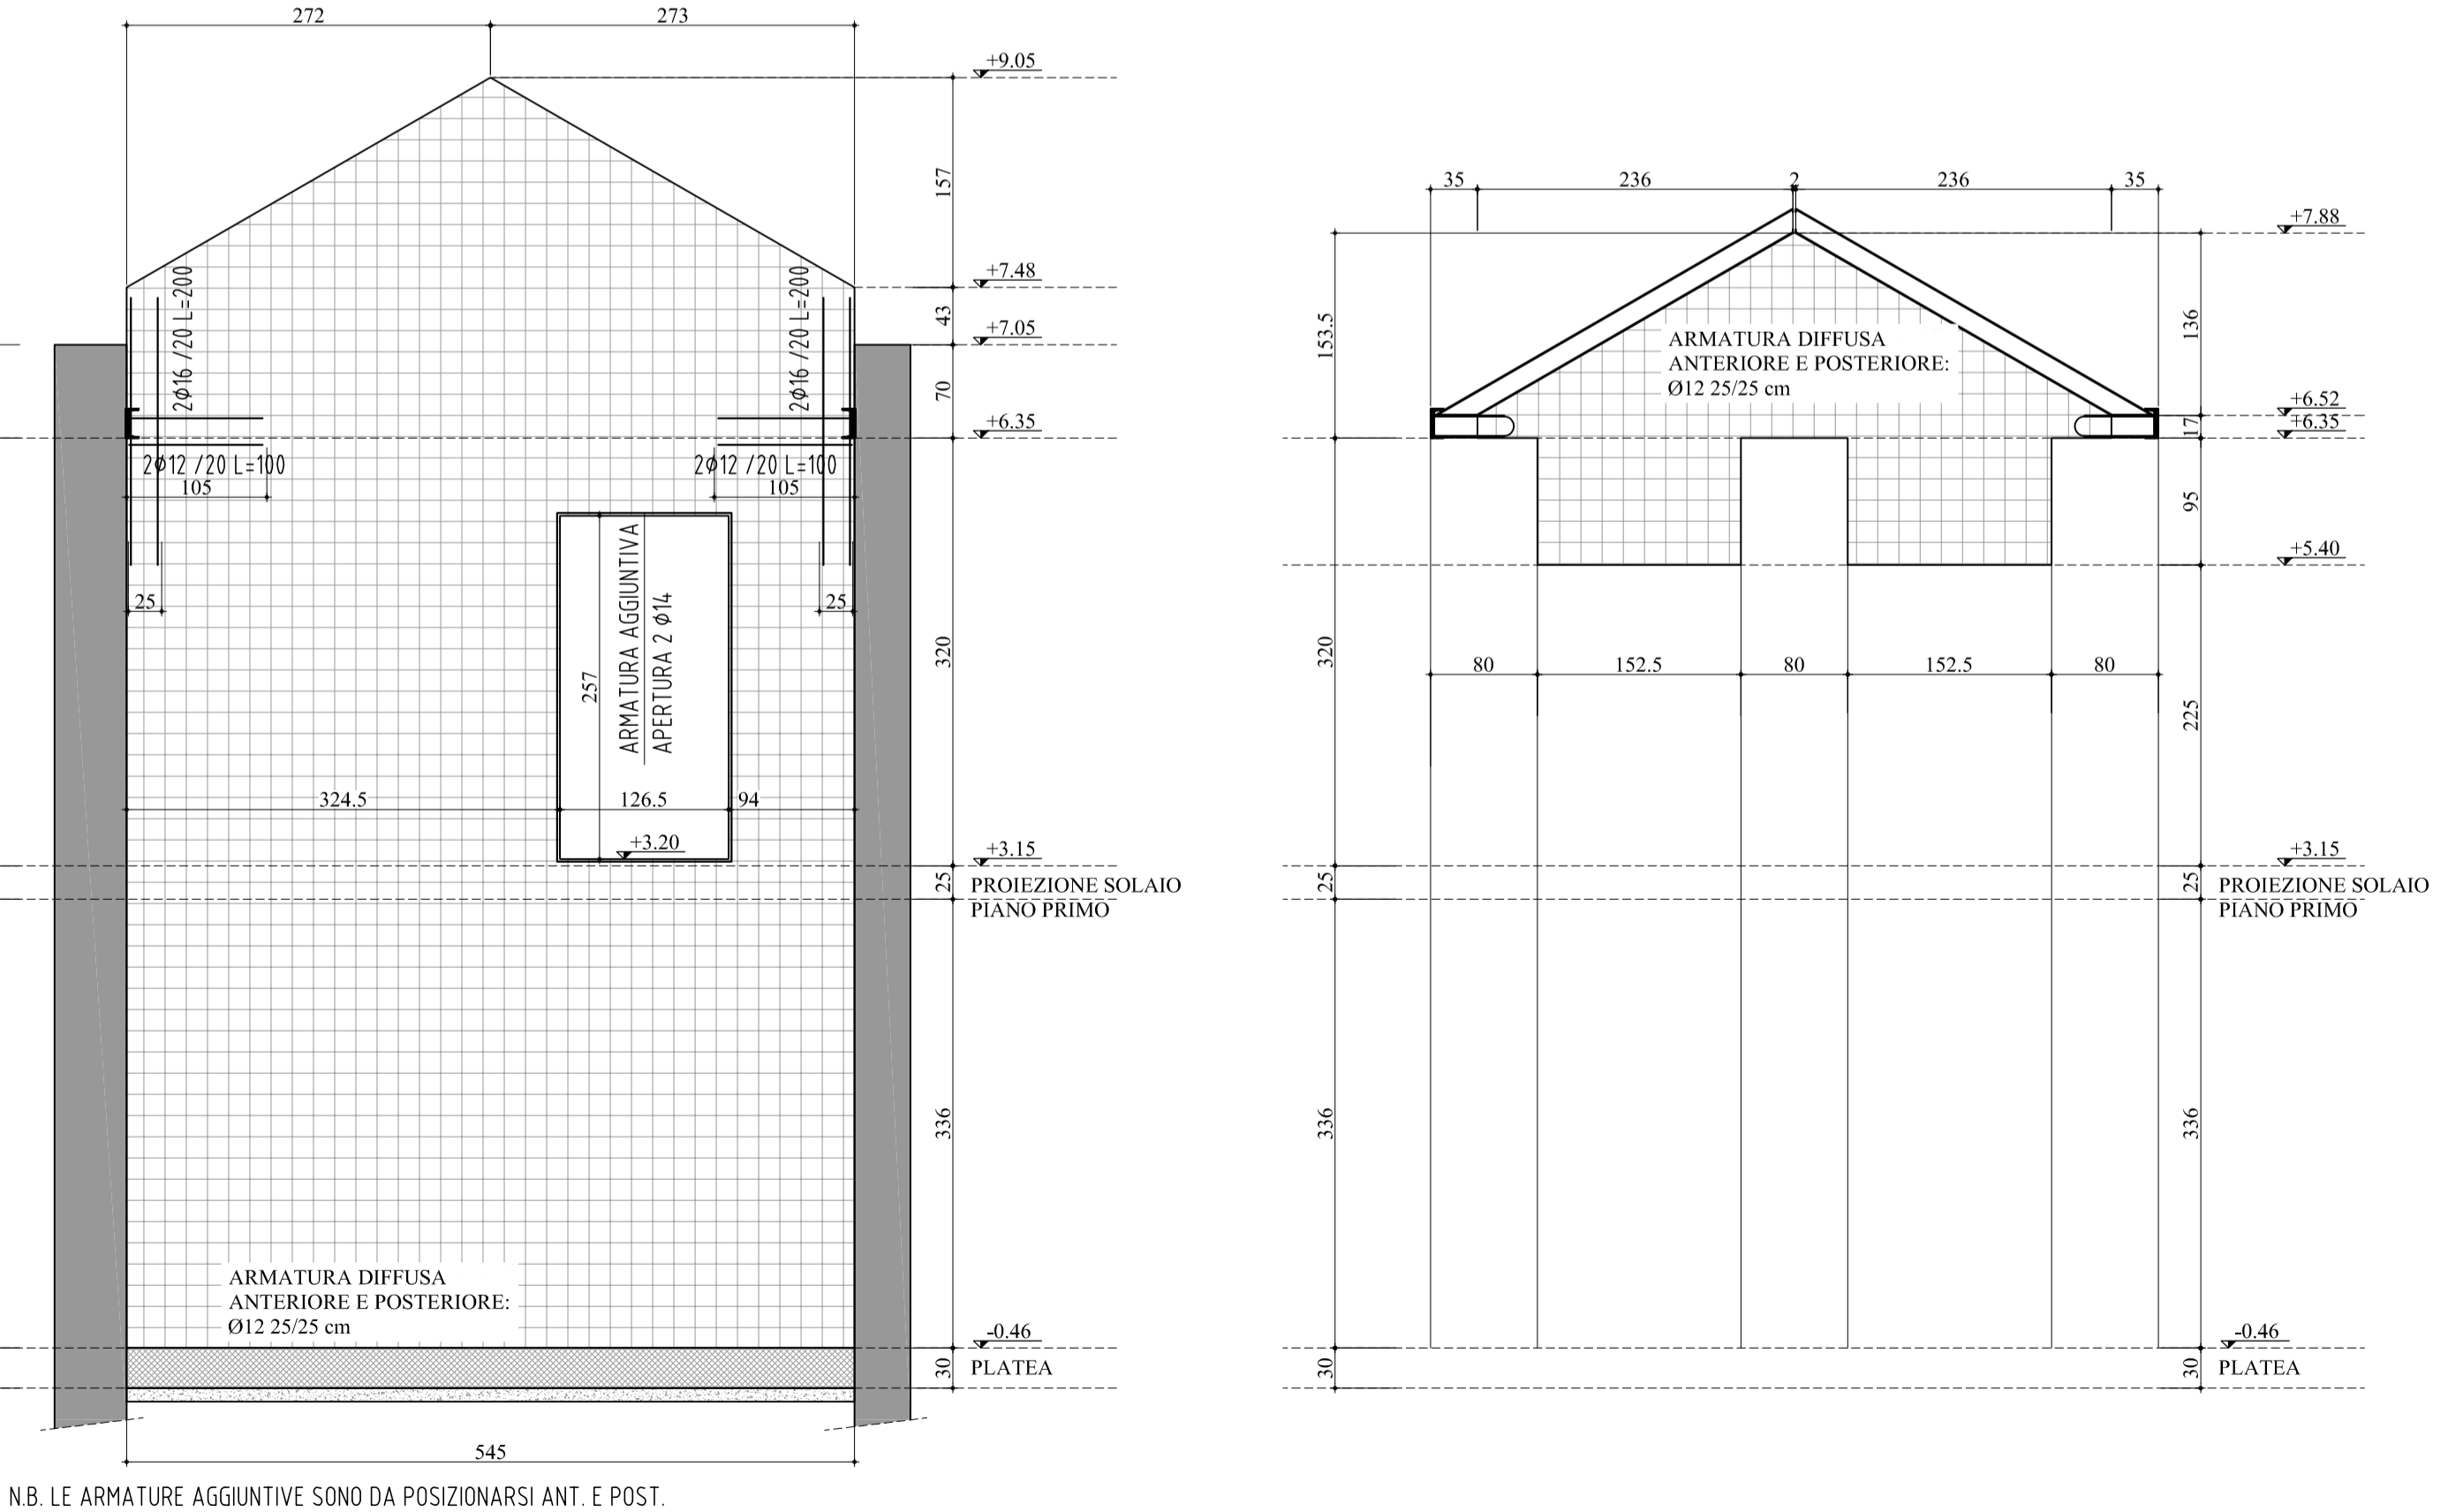 272
273
+9.05
157
+7.48
43
+7.05
70
+6.35
2ø16 /20 L=200
2ø16 /20 L=200
2ø12 /20 L=100
2ø12 /20 L=100
105
105
25
25
ARMATURA AGGIUNTIVA
APERTURA 2 ø14
257
320
324.5
126.5
94
+3.20
+3.15
25
PROIEZIONE SOLAIO
PIANO PRIMO
336
ARMATURA DIFFUSA
ANTERIORE E POSTERIORE:
Ø12 25/25 cm
-0.46
30
PLATEA
545
N.B. LE ARMATURE AGGIUNTIVE SONO DA POSIZIONARSI ANT. E POST.
35
236
2
236
35
+7.88
153.5
136
ARMATURA DIFFUSA
ANTERIORE E POSTERIORE:
Ø12 25/25 cm
+6.52
+6.35
17
95
+5.40
320
80
152.5
80
152.5
80
225
+3.15
25
25
PROIEZIONE SOLAIO
PIANO PRIMO
336
336
-0.46
30
30
PLATEA